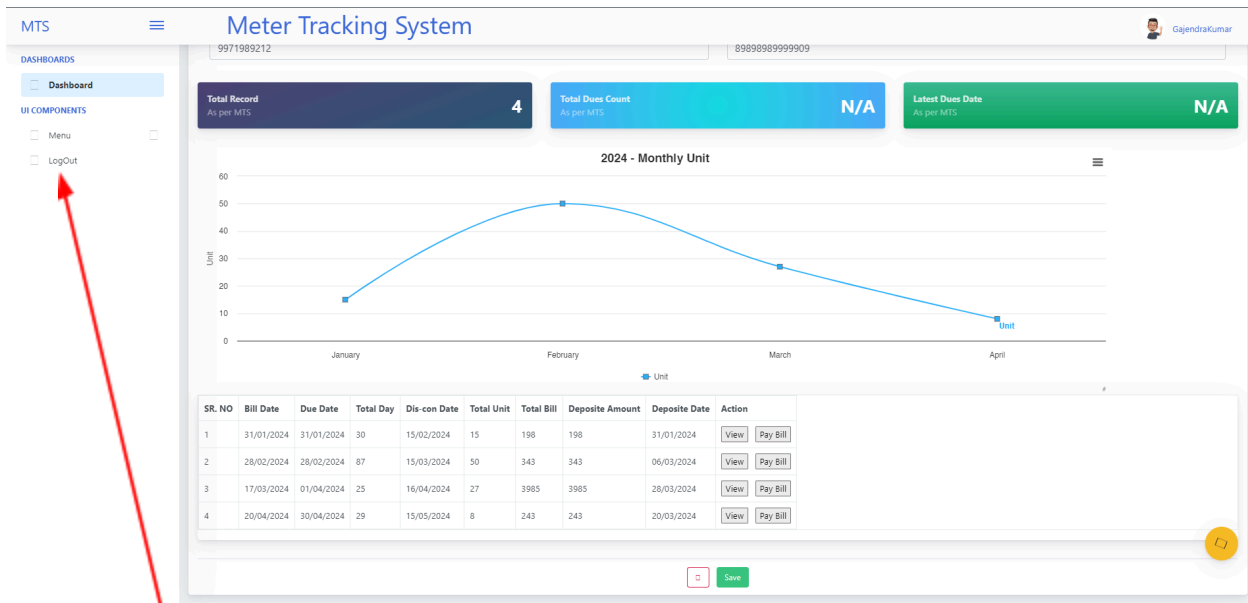 MTS
Meter Tracking System
GajendraKumar
DASHBOARDS
Dashboard
UI COMPONENTS
Menu
LogOut
9971989212
89898989999909
Total Record
As per MTS
4
Total Dues Count
As per MTS
N/A
Latest Dues Date
As per MTS
N/A
2024 - Monthly Unit
60
50
40
30
20
10
0
Unit
Unit
January February March April
Unit
SR. NO Bill Date Due Date Total Day Dis-con Date Total Unit Total Bill Deposite Amount Deposite Date Action
1 31/01/2024 31/01/2024 30 15/02/2024 15 198 198 31/01/2024 View Pay Bill
2 28/02/2024 28/02/2024 87 15/03/2024 50 343 343 06/03/2024 View Pay Bill
3 17/03/2024 01/04/2024 25 16/04/2024 27 3985 3985 28/03/2024 View Pay Bill
4 20/04/2024 30/04/2024 29 15/05/2024 8 243 243 20/03/2024 View Pay Bill
Save